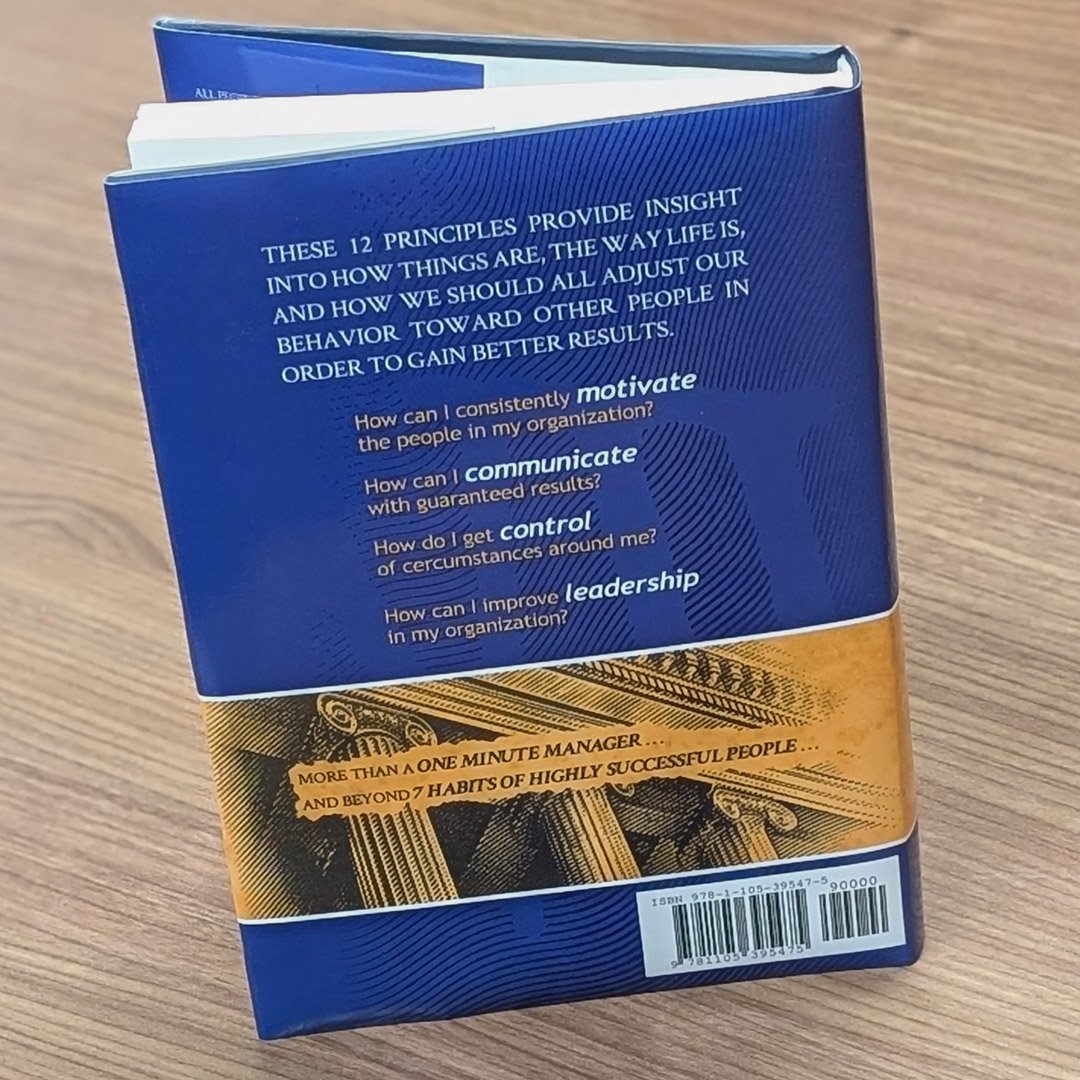 THESE 12 PRINCIPLES PROVIDE INSIGHT
INTO HOW THINGS ARE, THE WAY LIFE IS,
AND HOW WE SHOULD ALL ADJUST OUR
BEHAVIOR TOWARD OTHER PEOPLE IN
ORDER TO GAIN BETTER RESULTS.
How can I consistently motivate
the people in my organization?
How can I communicate
with guaranteed results?
How do I get control
of cercumstances around me?
How can I improve leadership
in my organization?
MORE THAN A ONE MINUTE MANAGER...
AND BEYOND 7 HABITS OF HIGHLY SUCCESSFUL PEOPLE...
ISBN 978-1-105-39547-5
90000
9 781105 395475